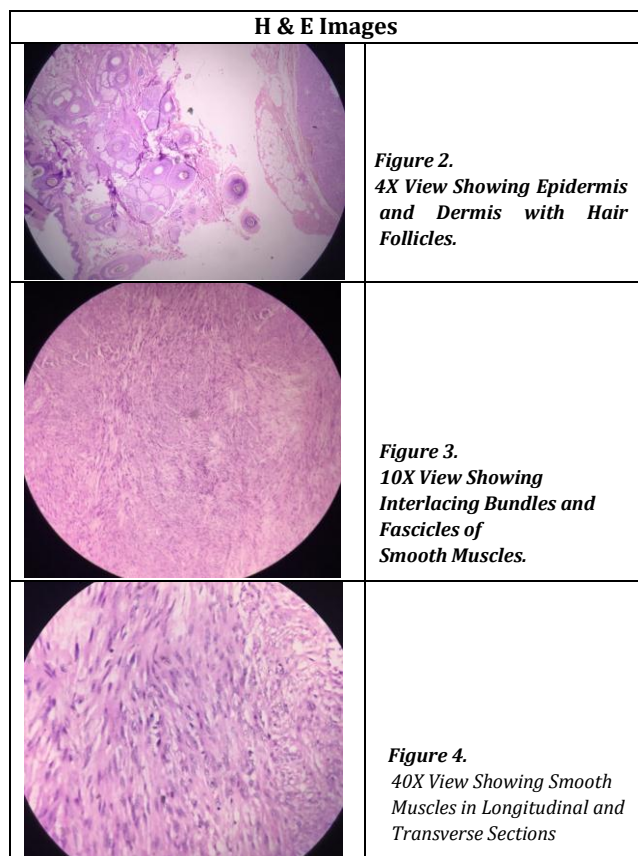 H & E Images
Figure 2.
4X View Showing Epidermis
and Dermis with Hair
Follicles.
Figure 3.
10X View Showing
Interlacing Bundles and
Fascicles of
Smooth Muscles.
Figure 4.
40X View Showing Smooth
Muscles in Longitudinal and
Transverse Sections